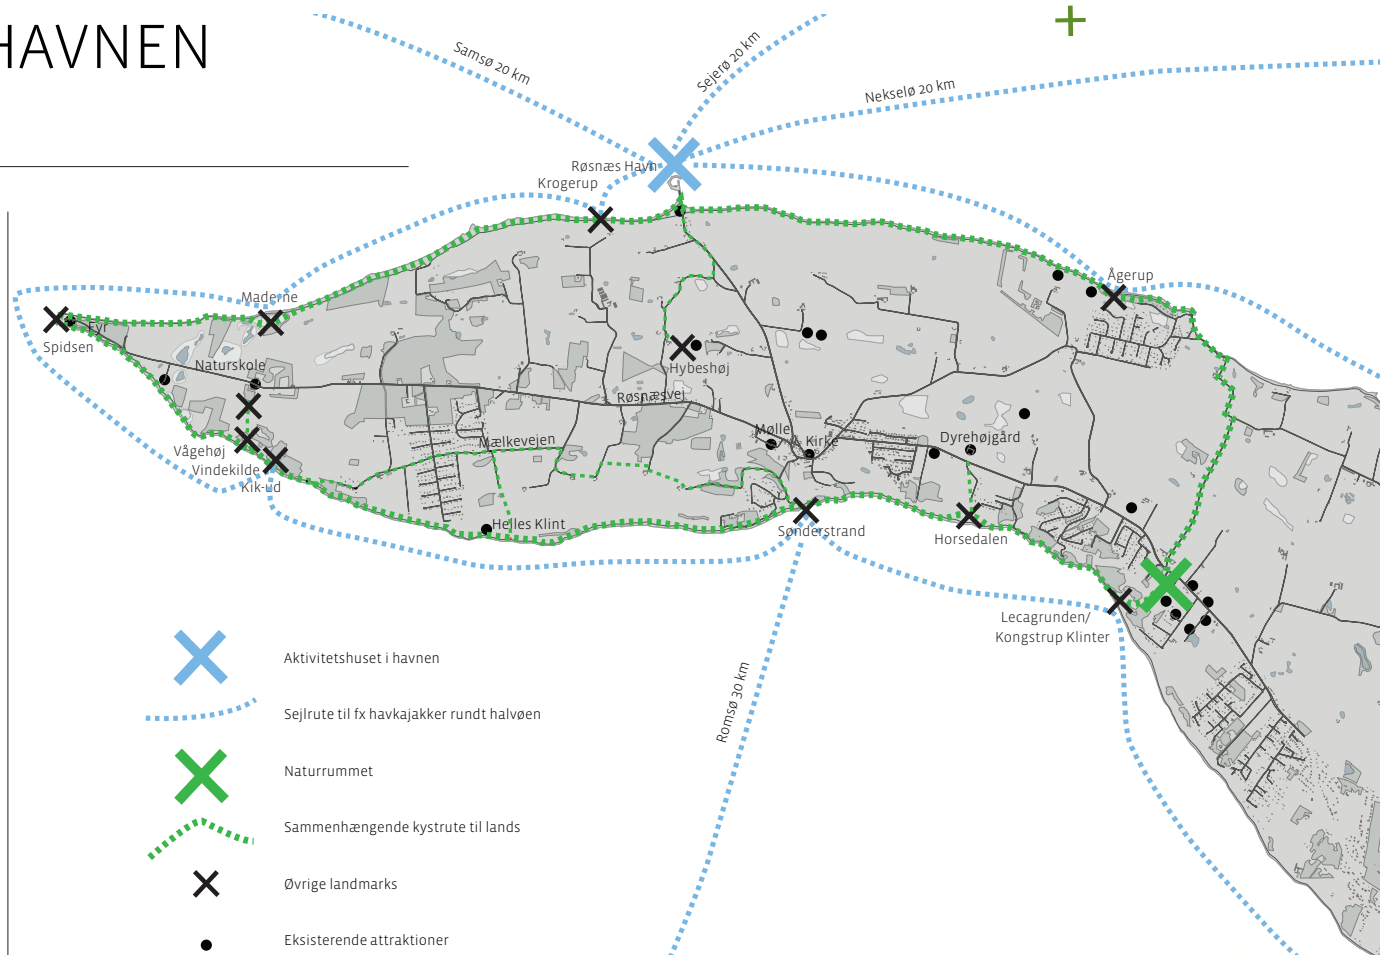 HAVNEN
Samsø 20 km
Sejerø 20 km
Nekselø 20 km
Røsnæs Havn
Krogerup
Ågerup
Maderne
Fyr
Spidsen
Naturskole
Hybeshøj
Røsnæsvej
Mølle
Kirke
Dyrehøjgård
Mælkevejen
Vågehøj
Vindekilde
Kik-ud
Helles Klint
Sønderstrand
Horsedalen
Lecagrunden/
Kongstrup Klinter
Romsø 30 km
Aktivitetshuset i havnen
Sejlrute til fx havkajakker rundt halvøen
Naturrummet
Sammenhængende kystrute til lands
Øvrige landmarks
Eksisterende attraktioner